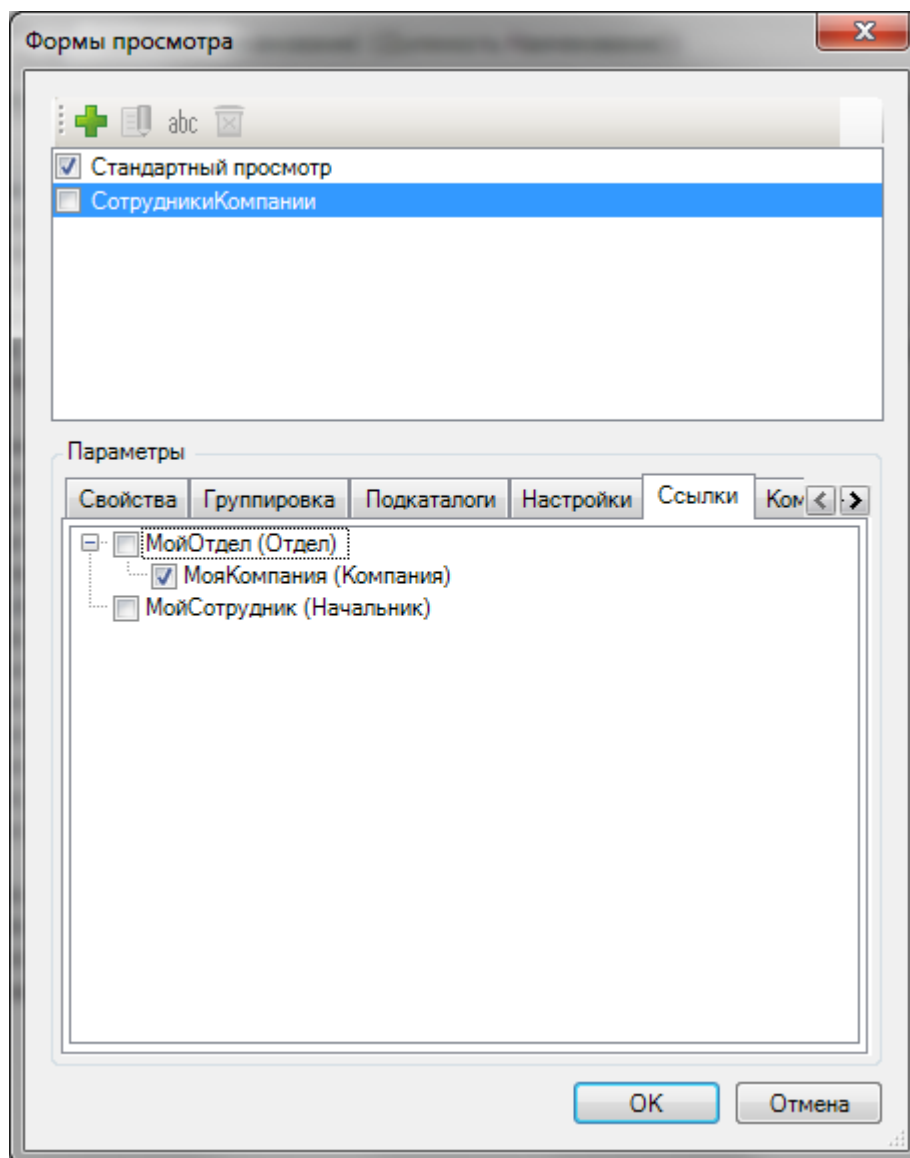 Формы просмотра
abc
Стандартный просмотр
СотрудникиКомпании
Параметры
Свойства Группировка Подкаталоги Настройки Ссылки Ком
МойОтдел (Отдел)
МояКомпания (Компания)
МойСотрудник (Начальник)
OK Отмена